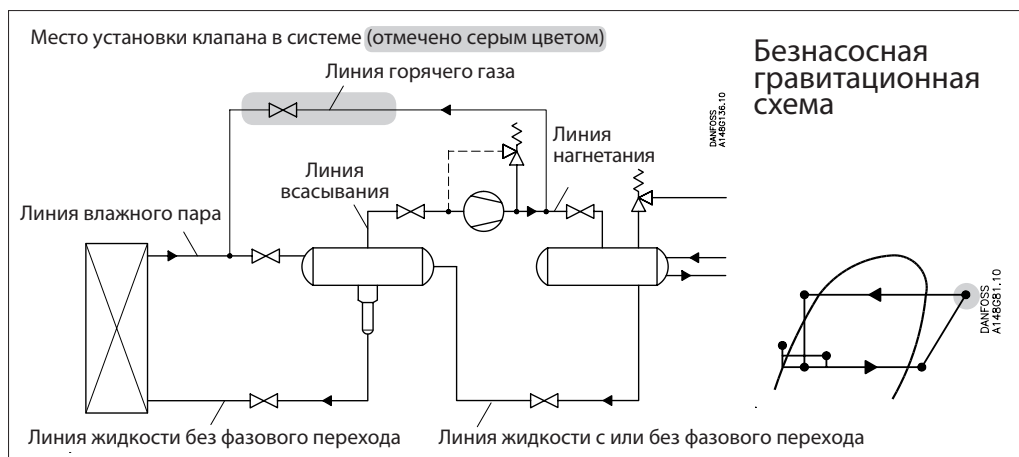 Место установки клапана в системе (отмечено серым цветом)
Безнасосная
гравитационная
схема
Линия горячего газа
DANFOSS
A148G136.10
Линия
нагнетания
Линия
всасывания
Линия влажного пара
DANFOSS
A148G81.10
Линия жидкости без фазового перехода
Линия жидкости с или без фазового перехода